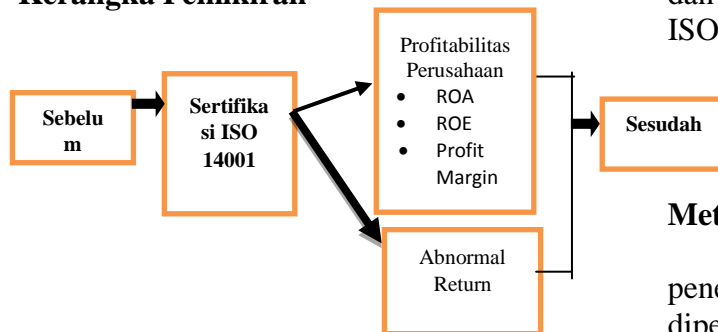 Kerangka Pemikiran
Sebelu
m
Sertifika
si ISO
14001
Profitabilitas
Perusahaan
• ROA
• ROE
• Profit
Margin
Abnormal
Return
Sesudah
dan
ISO
Met
pene
dipe